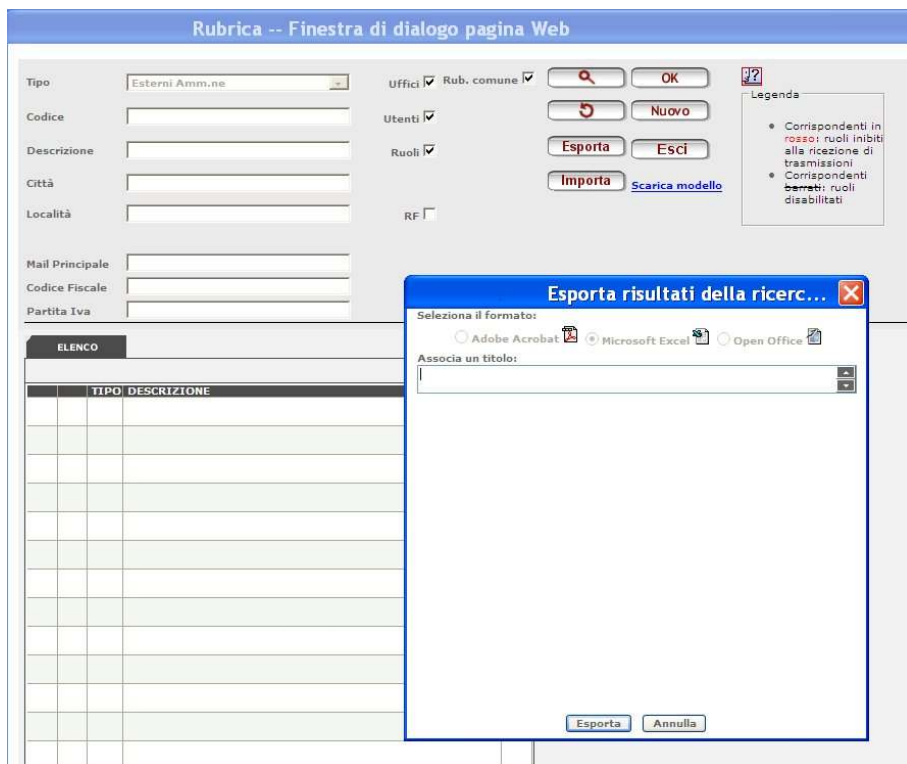 Rubrica -- Finestra di dialogo pagina Web
Tipo
Esterni Amm.ne
Uffici
Rub. comune
OK
Codice
Utenti
Nuovo
Descrizione
Ruoli
Esporta
Esci
Città
Importa
Scarica modello
Località
RF
Legenda
Corrispondenti in
rosso: ruoli inibiti
alla ricezione di
trasmissioni
Corrispondenti
barrati: ruoli
disabilitati
Mail Principale
Codice Fiscale
Partita Iva
ELENCO
TIPO DESCRIZIONE
Esporta risultati della ricerc...
Seleziona il formato:
Adobe Acrobat
Microsoft Excel
Open Office
Associa un titolo:
Esporta
Annulla